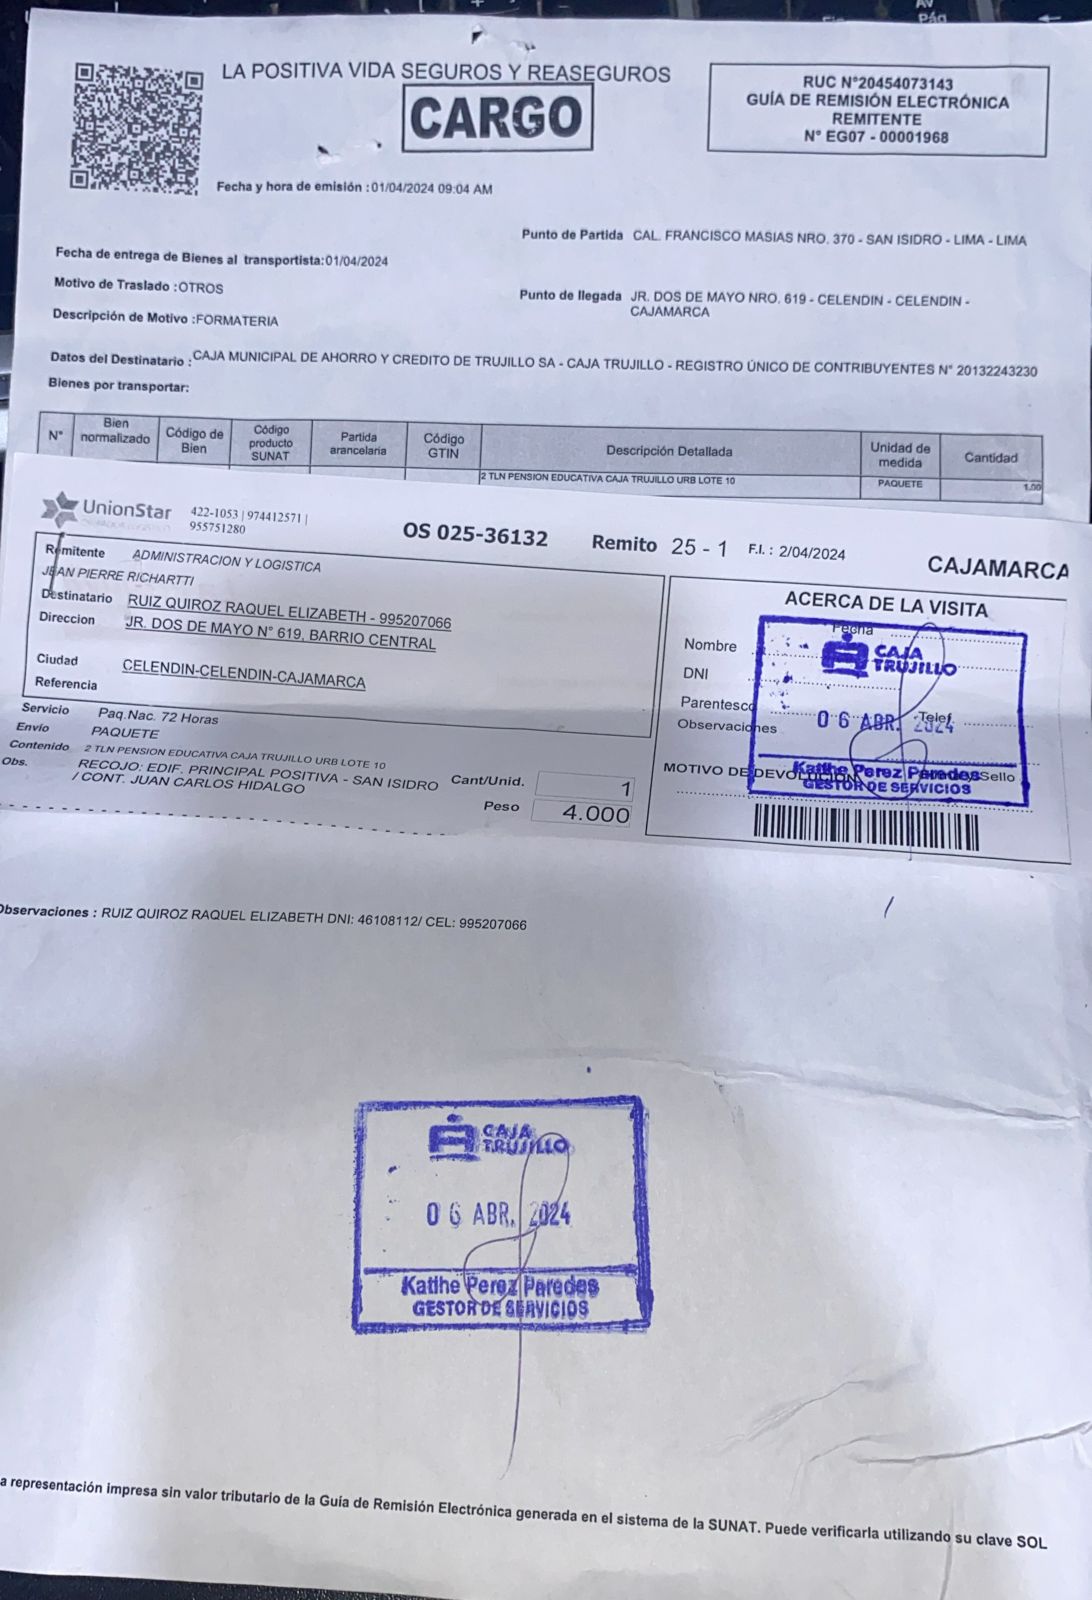 AV
Pág
LA POSITIVA VIDA SEGUROS Y REASEGUROS
CARGO
RUC N°20454073143
GUÍA DE REMISIÓN ELECTRÓNICA
REMITENTE
N° EG07 - 00001968
Fecha y hora de emisión :01/04/2024 09:04 AM
Punto de Partida CAL. FRANCISCO MASIAS NRO. 370 - SAN ISIDRO - LIMA - LIMA
Fecha de entrega de Bienes al transportista:01/04/2024
Motivo de Traslado :OTROS
Punto de llegada JR. DOS DE MAYO NRO. 619 - CELENDIN - CELENDIN -
CAJAMARCA
Descripción de Motivo :FORMATERIA
Datos del Destinatario :CAJA MUNICIPAL DE AHORRO Y CREDITO DE TRUJILLO SA - CAJA TRUJILLO - REGISTRO ÚNICO DE CONTRIBUYENTES N° 20132243230
Bienes por transportar:
N° Bien normalizado Código de Bien Código producto SUNAT Partida arancelaria Código GTIN Descripción Detallada Unidad de medida Cantidad
2 TLN PENSION EDUCATIVA CAJA TRUJILLO URB LOTE 10 PAQUETE 1.00
UnionStar 422-1053 | 974412571 |
955751280
OS 025-36132 Remito 25 - 1 F.I. : 2/04/2024 CAJAMARCA
Remitente ADMINISTRACION Y LOGISTICA
JEAN PIERRE RICHARTTI
Destinatario RUIZ QUIROZ RAQUEL ELIZABETH - 995207066
Direccion JR. DOS DE MAYO N° 619, BARRIO CENTRAL
Ciudad CELENDIN-CELENDIN-CAJAMARCA
Referencia
Servicio Paq.Nac. 72 Horas
Envío PAQUETE
Contenido 2 TLN PENSION EDUCATIVA CAJA TRUJILLO URB LOTE 10
Obs. RECOJO: EDIF. PRINCIPAL POSITIVA - SAN ISIDRO
/ CONT. JUAN CARLOS HIDALGO
Cant/Unid. 1
Peso 4.000
ACERCA DE LA VISITA
Fecha
Nombre
DNI
Parentesco
Telef.
Observaciones
MOTIVO DE DEVOLUCION
Sello
CAJA
TRUJILLO
06 ABR. 2024
Kathe Perez Paredes
GESTOR DE SERVICIOS
Observaciones : RUIZ QUIROZ RAQUEL ELIZABETH DNI: 46108112/ CEL: 995207066
CAJA
TRUJILLO
06 ABR. 2024
Katihe Perez Paredes
GESTOR DE SERVICIOS
a representación impresa sin valor tributario de la Guía de Remisión Electrónica generada en el sistema de la SUNAT. Puede verificarla utilizando su clave SOL